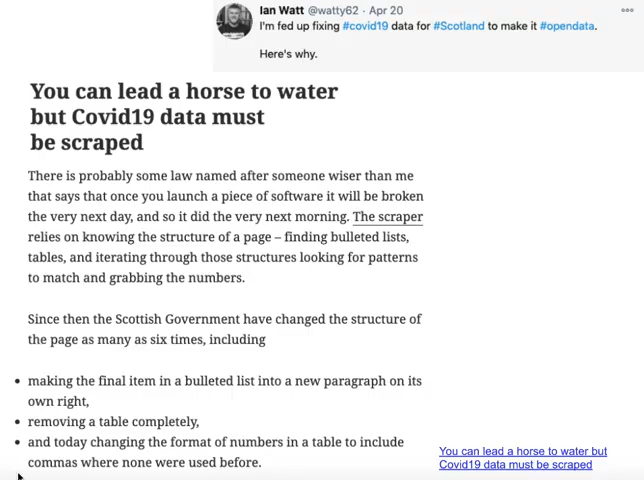 Ian Watt @watty62 · Apr 20
I'm fed up fixing #covid19 data for #Scotland to make it #opendata.
Here's why.
You can lead a horse to water
but Covid19 data must
be scraped
There is probably some law named after someone wiser than me
that says that once you launch a piece of software it will be broken
the very next day, and so it did the very next morning. The scraper
relies on knowing the structure of a page – finding bulleted lists,
tables, and iterating through those structures looking for patterns
to match and grabbing the numbers.
Since then the Scottish Government have changed the structure of
the page as many as six times, including
• making the final item in a bulleted list into a new paragraph on its
own right,
• removing a table completely,
• and today changing the format of numbers in a table to include
commas where none were used before.
You can lead a horse to water but
Covid19 data must be scraped